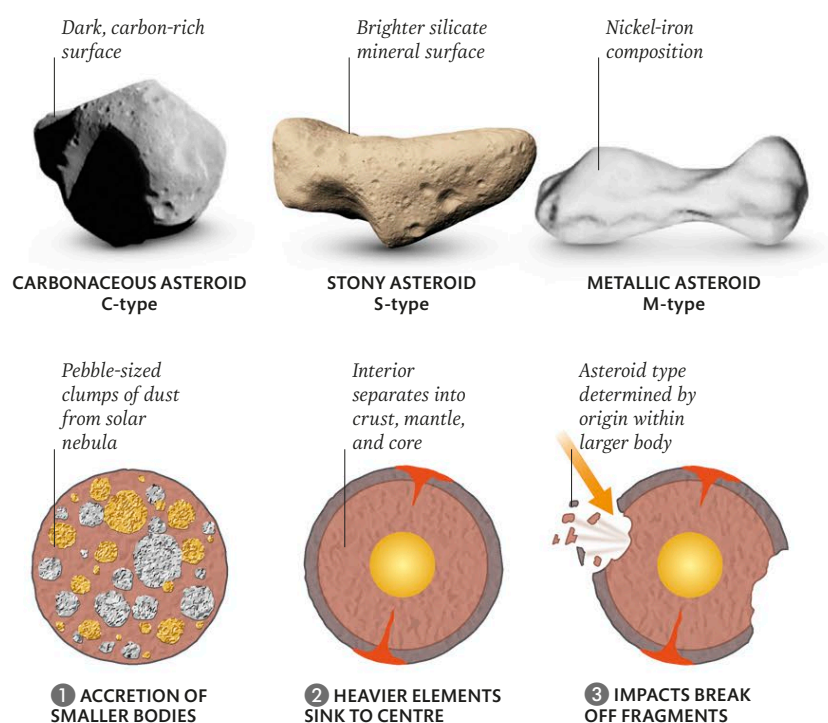 Dark, carbon-rich
surface
Brighter silicate
mineral surface
Nickel-iron
composition
CARBONACEOUS ASTEROID
C-type
STONY ASTEROID
S-type
METALLIC ASTEROID
M-type
Pebble-sized
clumps of dust
from solar
nebula
Interior
separates into
crust, mantle,
and core
Asteroid type
determined by
origin within
larger body
1 ACCRETION OF
SMALLER BODIES
2 HEAVIER ELEMENTS
SINK TO CENTRE
3 IMPACTS BREAK
OFF FRAGMENTS